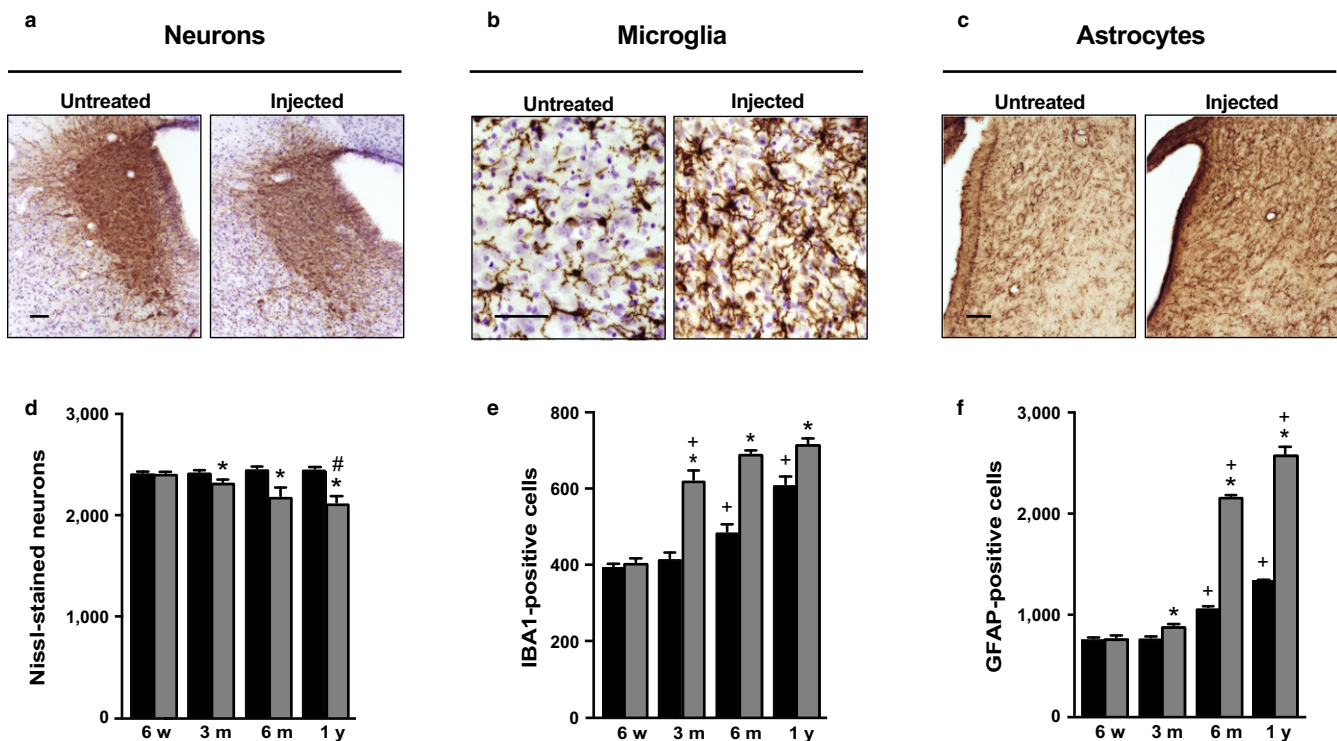 a
Neurons
Untreated Injected
b
Microglia
Untreated Injected
c
Astrocytes
Untreated Injected
d
Nissl-stained neurons
3,000
2,000
1,000
0
* * # *
6 w 3 m 6 m 1 y
e
IBA1-positive cells
800
600
400
200
0
+ * + * + *
6 w 3 m 6 m 1 y
f
GFAP-positive cells
3,000
2,000
1,000
0
* + + * + + *
6 w 3 m 6 m 1 y